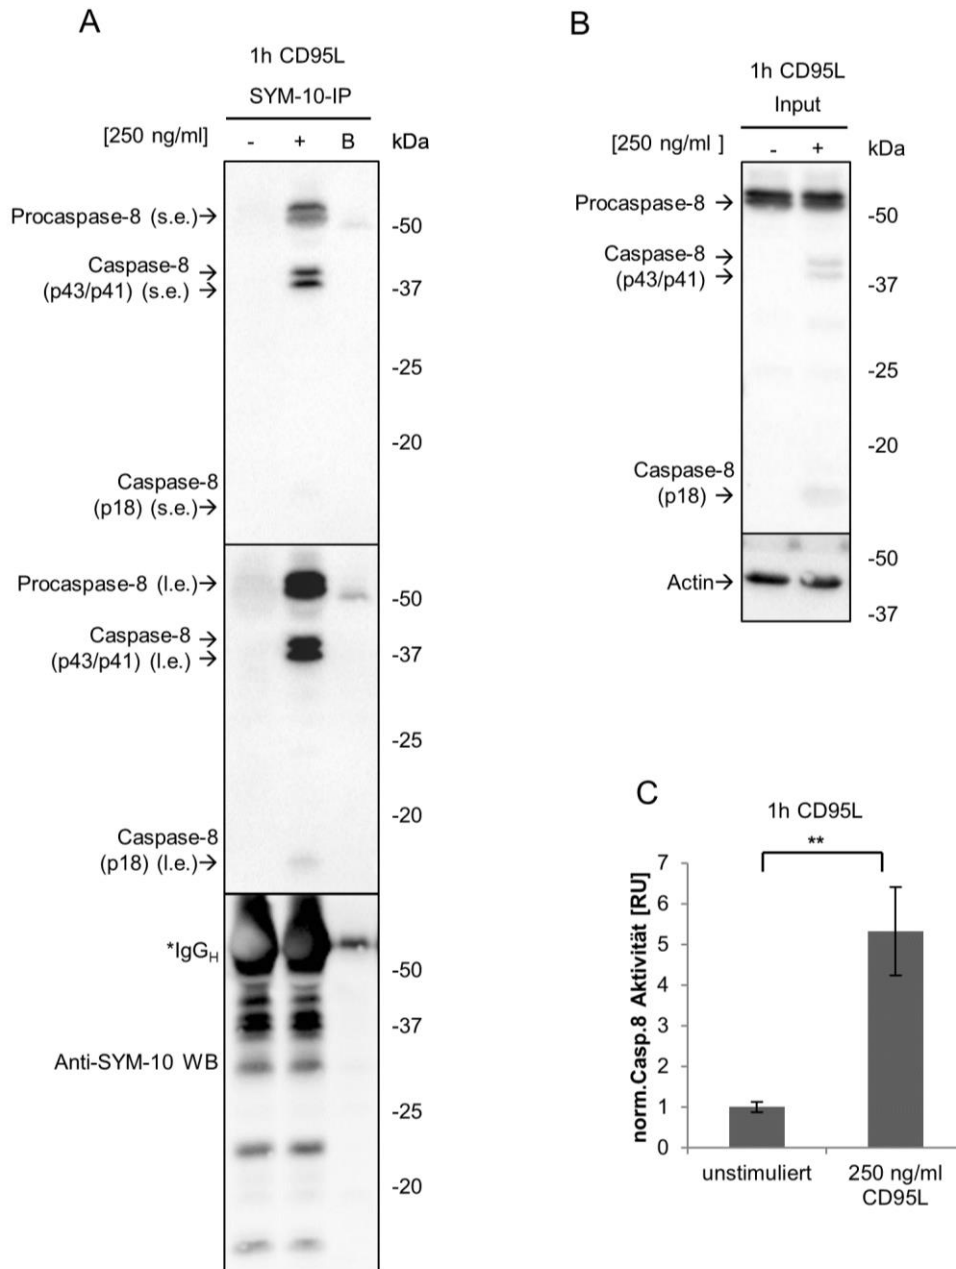 A
1h CD95L
SYM-10-IP
[250 ng/ml] - + B kDa
Procaspase-8 (s.e.)→
-50
Caspase-8 →
(p43/p41) (s.e.) →
-37
-25
-20
Caspase-8
(p18) (s.e.)→
Procaspase-8 (l.e.)→
-50
Caspase-8 →
(p43/p41) (l.e.) →
-37
-25
-20
Caspase-8
(p18) (l.e.)→
*IgGH
-50
-37
Anti-SYM-10 WB
-25
-20
B
1h CD95L
Input
[250 ng/ml ] - + kDa
Procaspase-8 →
-50
Caspase-8 →
(p43/p41) →
-37
-25
-20
Caspase-8
(p18) →
-50
Actin→
-37
C
1h CD95L
**
norm.Casp.8 Aktivität [RU]
7
6
5
4
3
2
1
0
unstimuliert
250 ng/ml
CD95L